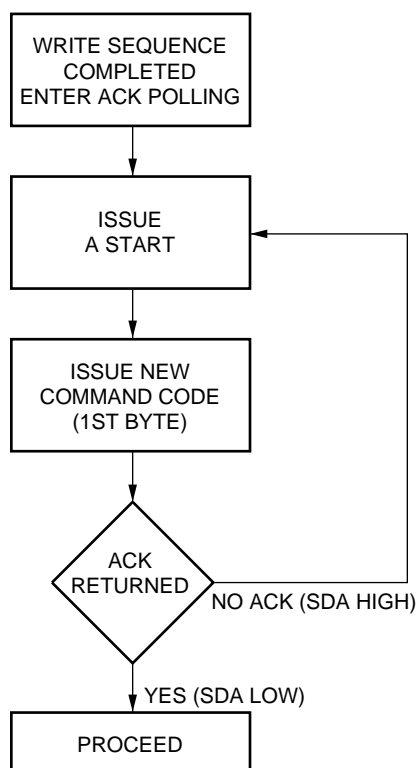 WRITE SEQUENCE
COMPLETED
ENTER ACK POLLING
ISSUE
A START
ISSUE NEW
COMMAND CODE
(1ST BYTE)
ACK
RETURNED
NO ACK (SDA HIGH)
YES (SDA LOW)
PROCEED